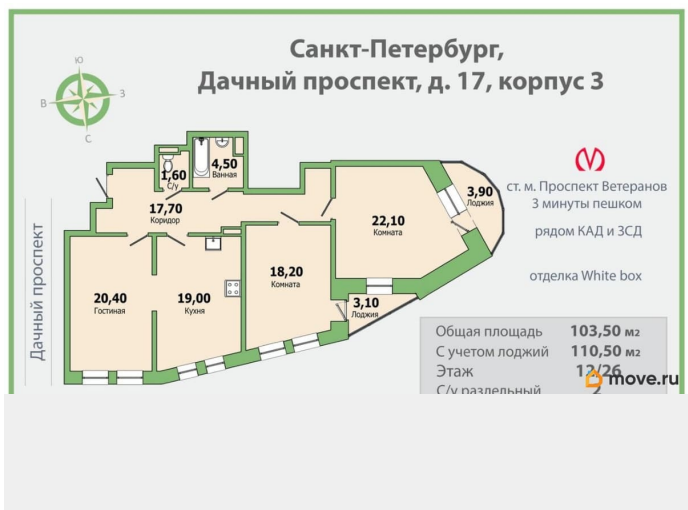 Санкт-Петербург,
Дачный проспект, д. 17, корпус 3
Ю
В
З
С
Дачный проспект
1,60
С/у
4,50
Ванная
17,70
Коридор
22,10
Комната
3,90
Лоджия
20,40
Гостиная
19,00
Кухня
18,20
Комната
3,10
Лоджия
ст. м. Проспект Ветеранов
3 минуты пешком
рядом КАД и ЗСД
отделка White box
Общая площадь 103,50 м2
С учетом лоджий 110,50 м2
Этаж 12/26
С/у раздельный 2
move.ru